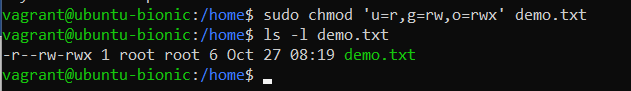 vagrant@ubuntu-bionic:/home$ sudo chmod 'u=r,g=rw,o=rwx' demo.txt
vagrant@ubuntu-bionic:/home$ ls -l demo.txt
-r--rw-rwx 1 root root 6 Oct 27 08:19 demo.txt
vagrant@ubuntu-bionic:/home$